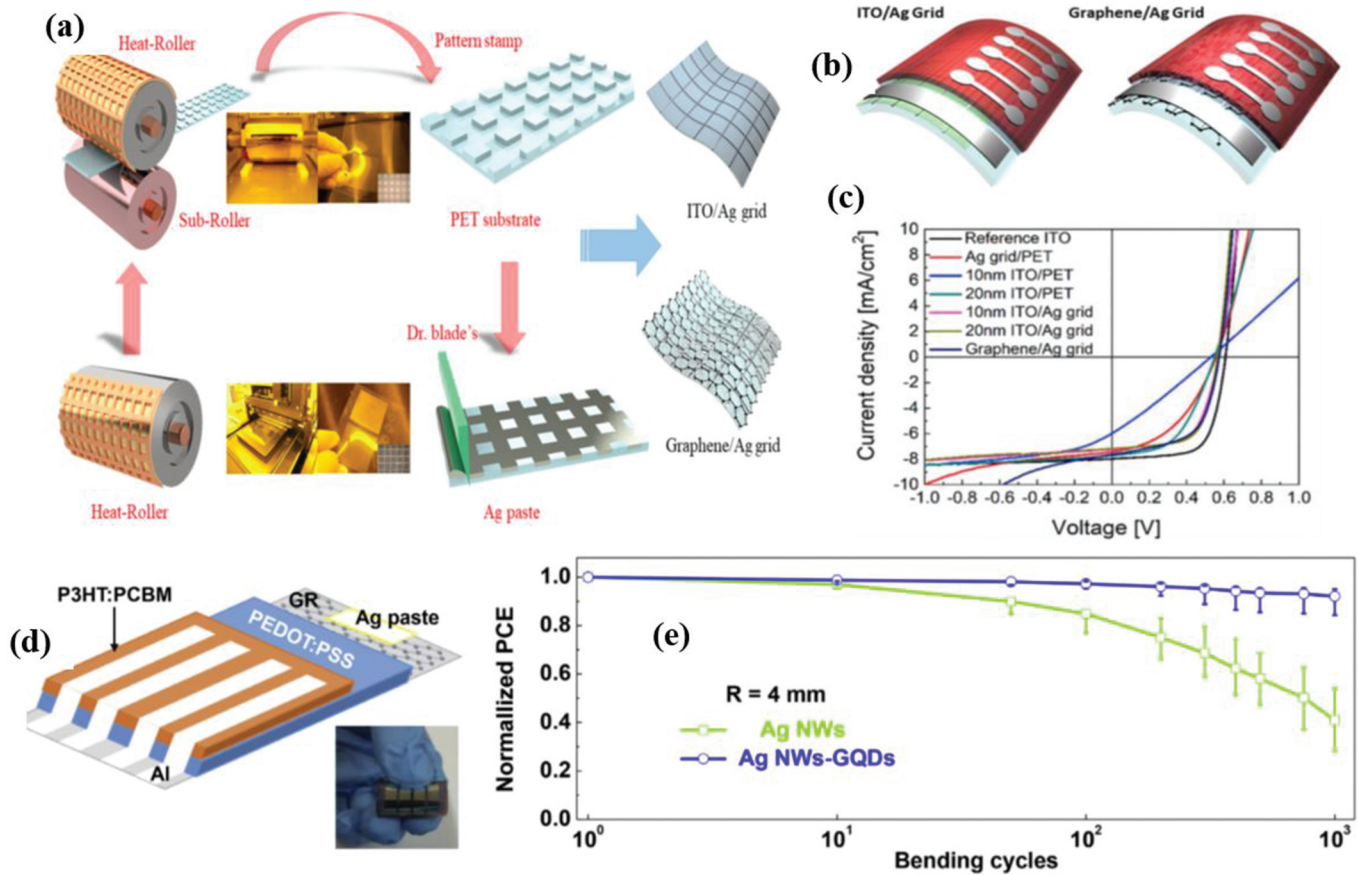 (a)
Heat-Roller
Pattern stamp
Sub-Roller
PET substrate
ITO/Ag grid
Dr. blade's
Graphene/Ag grid
Heat-Roller
Ag paste
(b)
ITO/Ag Grid
Graphene/Ag Grid
(c)
Current density [mA/cm²]
10
8
6
4
2
0
-2
-4
-6
-8
-10
Reference ITO
Ag grid/PET
10nm ITO/PET
20nm ITO/PET
10nm ITO/Ag grid
20nm ITO/Ag grid
Graphene/Ag grid
-1.0 -0.8 -0.6 -0.4 -0.2 0.0 0.2 0.4 0.6 0.8 1.0
Voltage [V]
(d)
P3HT:PCBM
GR
Ag paste
PEDOT:PSS
Al
(e)
Normallized PCE
1.0
0.8
0.6
0.4
0.2
0.0
R = 4 mm
Ag NWs
Ag NWs-GQDs
10⁰ 10¹ 10² 10³
Bending cycles